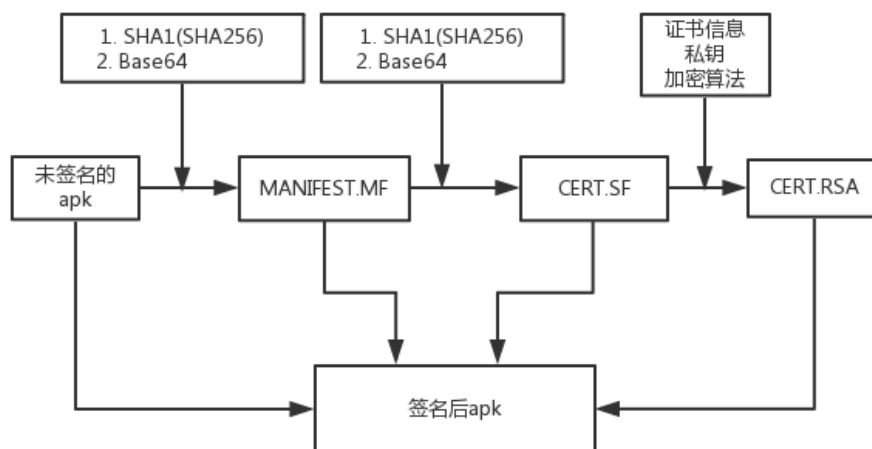 1. SHA1(SHA256)
2. Base64
1. SHA1(SHA256)
2. Base64
证书信息
私钥
加密算法
未签名的
apk
MANIFEST.MF
CERT.SF
CERT.RSA
签名后apk